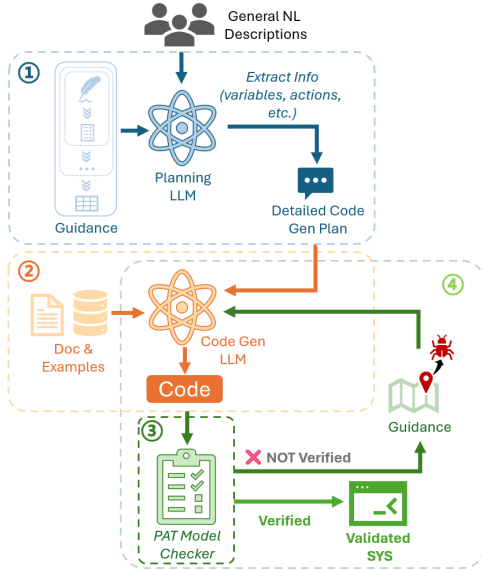 General NL
Descriptions
1
Extract Info
(variables, actions,
etc.)
Planning
LLM
Guidance
Detailed Code
Gen Plan
2
4
Doc &
Examples
Code Gen
LLM
Code
Guidance
3
NOT Verified
PAT Model
Checker
Verified
Validated
SYS